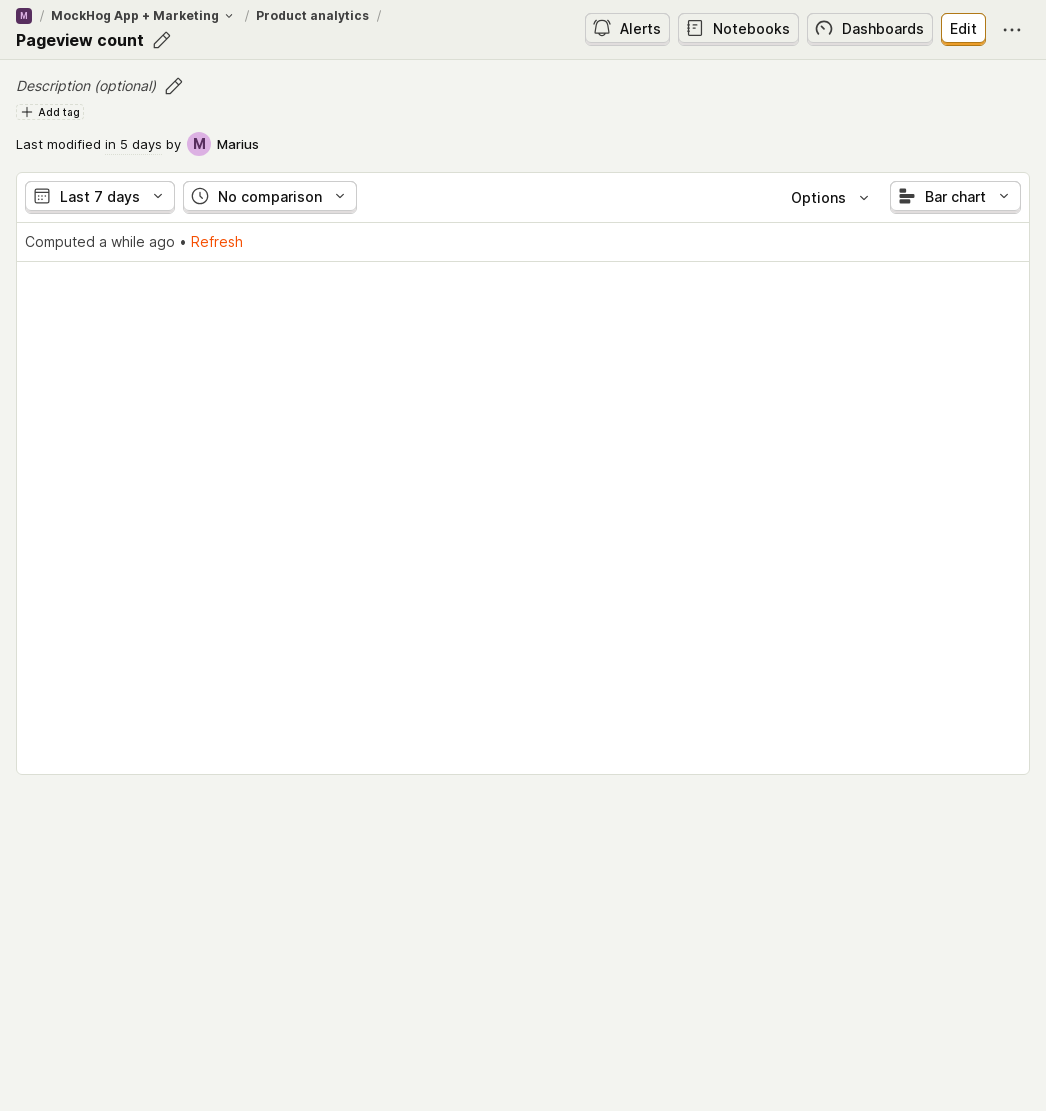 M / MockHog App + Marketing / Product analytics /
Pageview count
Alerts
Notebooks
Dashboards
Edit
Description (optional)
Add tag
Last modified in 5 days by M Marius
Last 7 days
No comparison
Options
Bar chart
Computed a while ago • Refresh